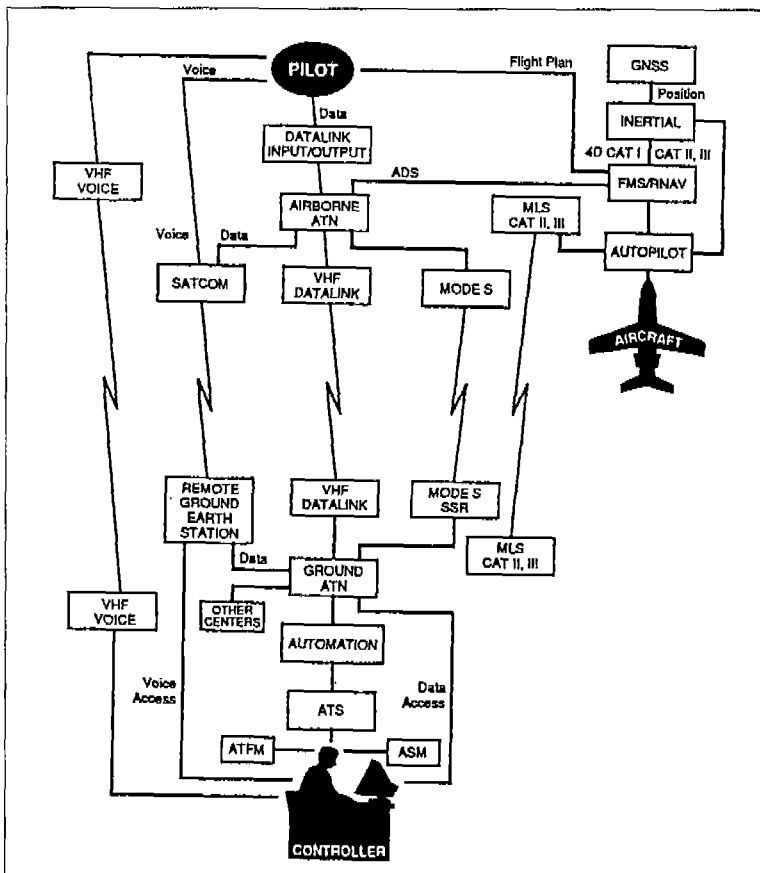 Voice
PILOT
Flight Plan
GNSS
Position
Data
INERTIAL
DATALINK
INPUT/OUTPUT
4D CAT I
CAT II, III
VHF
VOICE
ADS
FMS/RNAV
AIRBORNE
ATN
MLS
CAT II, III
Voice
Data
AUTOPILOT
SATCOM
VHF
DATALINK
MODE S
AIRCRAFT
REMOTE
GROUND
EARTH
STATION
VHF
DATALINK
MODE S
SSR
MLS
CAT II, III
Data
GROUND
ATN
VHF
VOICE
OTHER
CENTERS
AUTOMATION
Voice
Access
Data
Access
ATS
ATFM
ASM
CONTROLLER